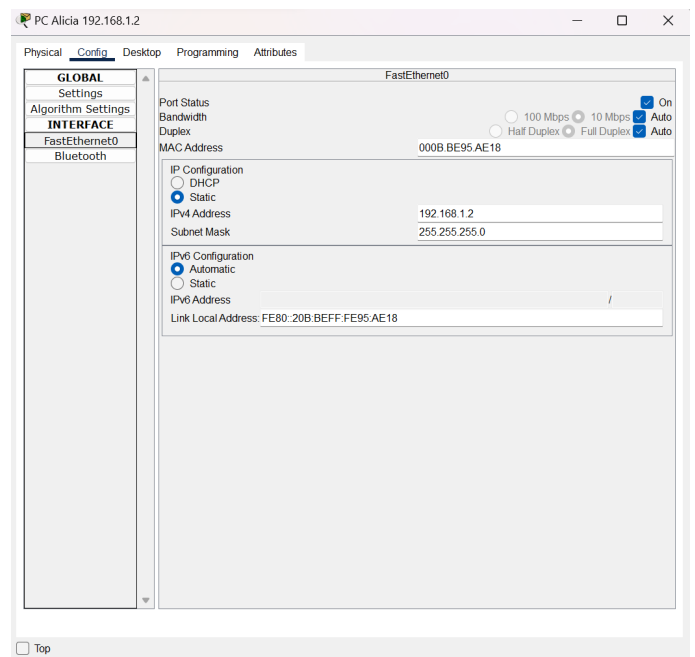 PC Alicia 192.168.1.2
Physical Config Desktop Programming Attributes
GLOBAL
Settings
Algorithm Settings
INTERFACE
FastEthernet0
Bluetooth
FastEthernet0
Port Status On
Bandwidth 100 Mbps 10 Mbps Auto
Duplex Half Duplex Full Duplex Auto
MAC Address 000B.BE95.AE18
IP Configuration
DHCP
Static
IPv4 Address 192.168.1.2
Subnet Mask 255.255.255.0
IPv6 Configuration
Automatic
Static
IPv6 Address /
Link Local Address: FE80::20B:BEFF:FE95:AE18
Top